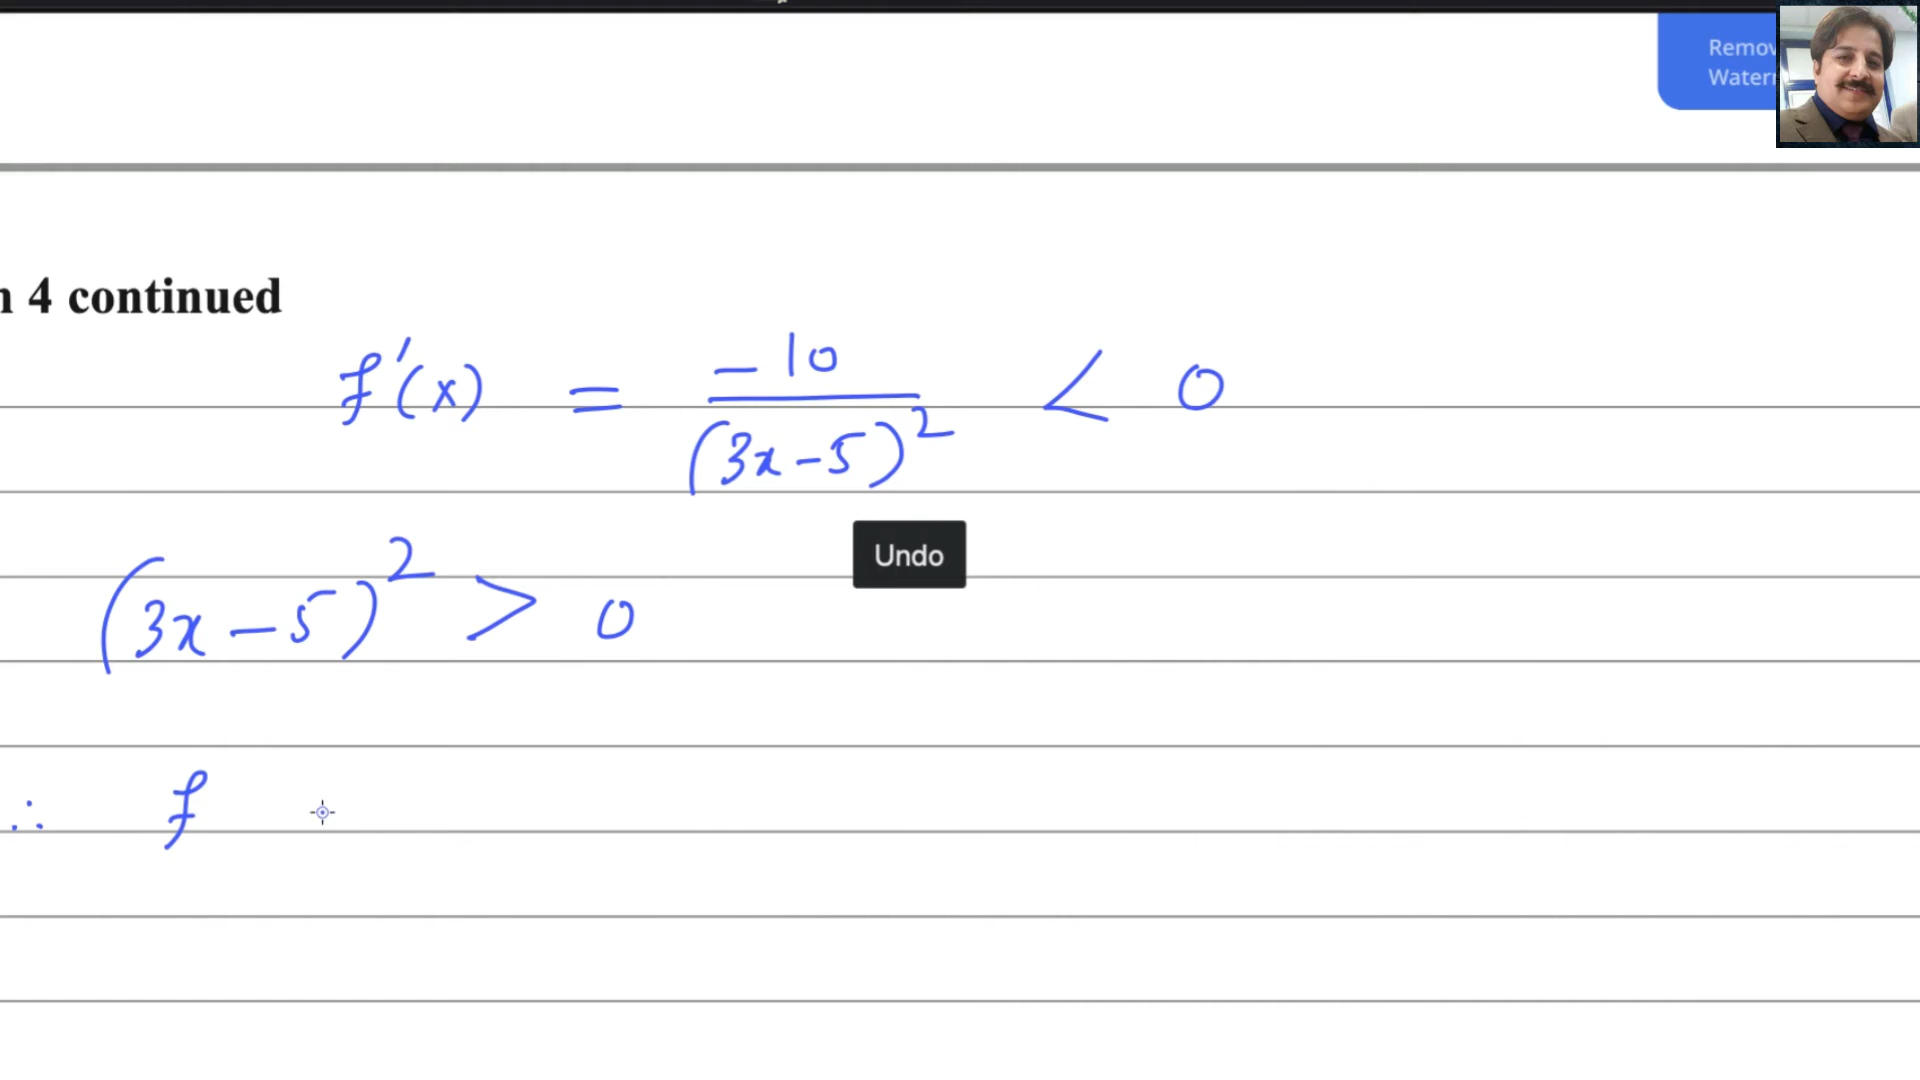 Remov
Water
n 4 continued
f'(x) = -10/(3x-5)² < 0
Undo
(3x-5)² > 0
∴ f